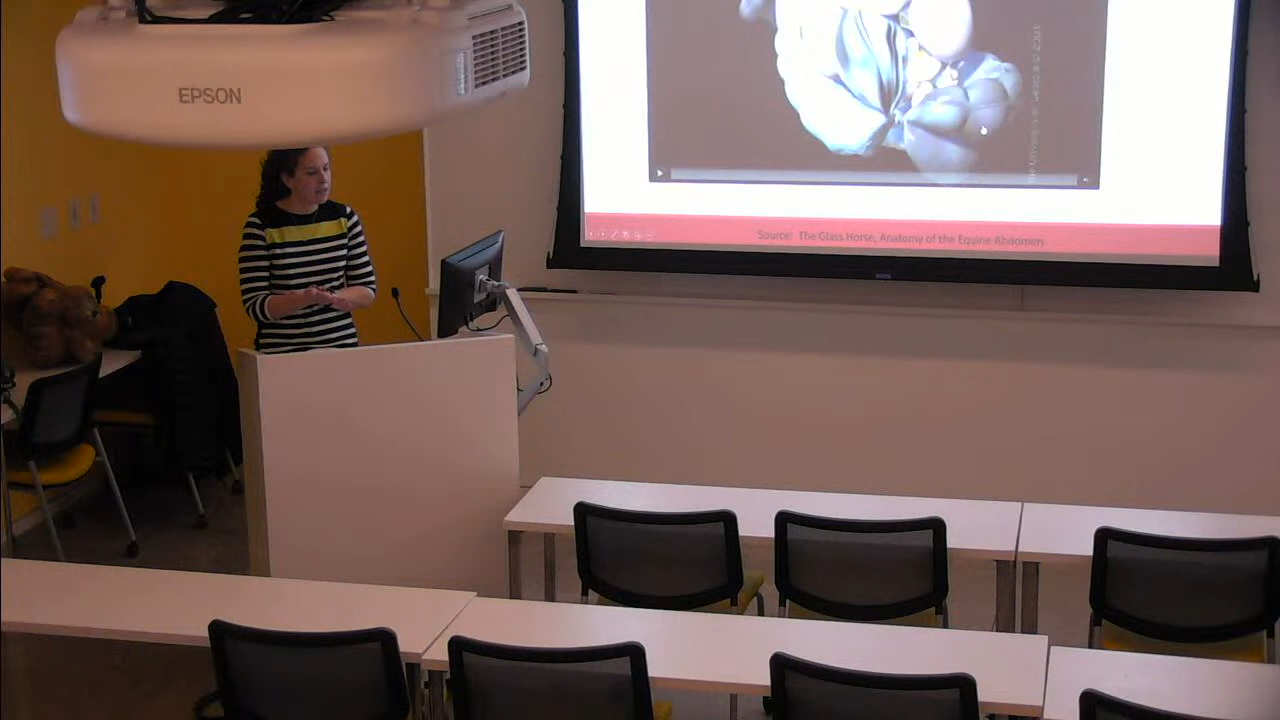 EPSON
Source: The Glass Horse, Anatomy of the Equine Abdomen